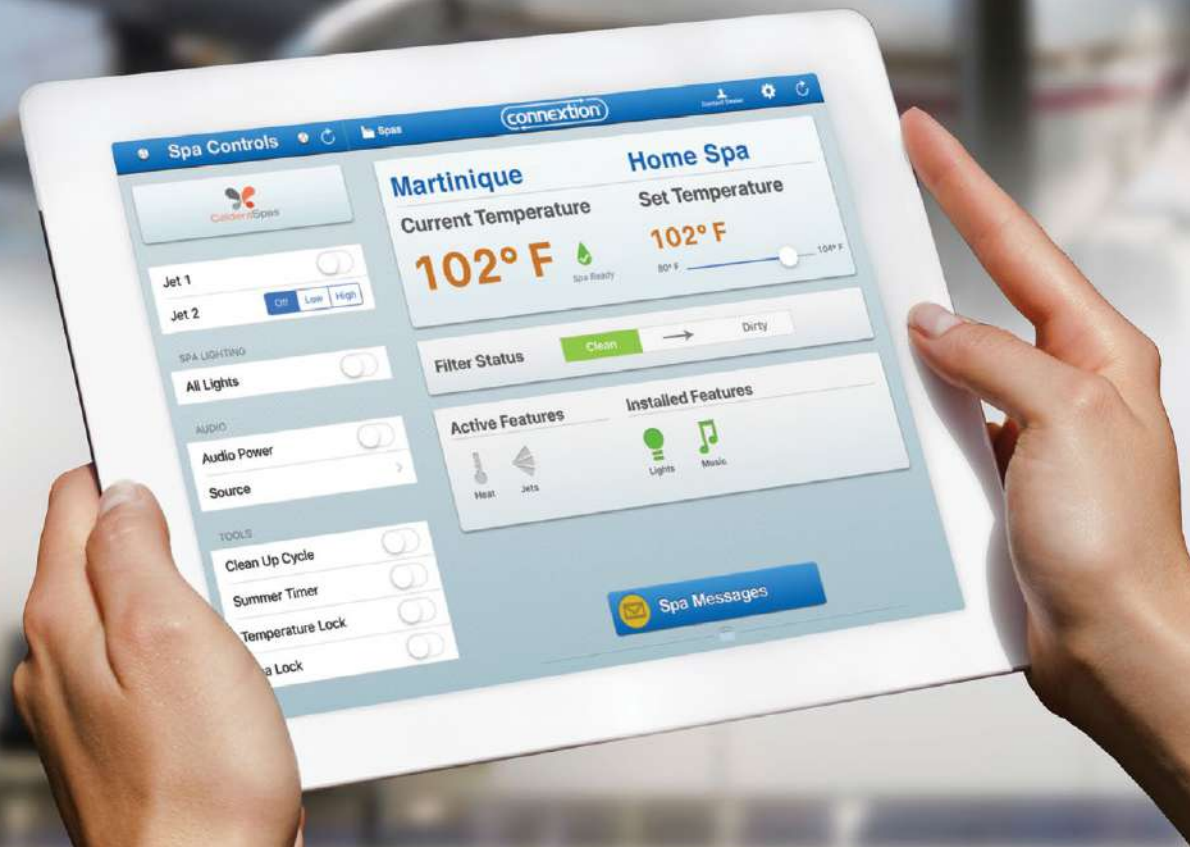 Spa Controls
Spas
connextion
Contact Dealer
CalderaSpas
Jet 1
Jet 2
Off Low High
SPA LIGHTING
All Lights
AUDIO
Audio Power
Source
TOOLS
Clean Up Cycle
Summer Timer
Temperature Lock
a Lock
Martinique
Home Spa
Current Temperature
102° F
Spa Ready
Set Temperature
102° F
80° F
104° F
Filter Status
Clean
Dirty
Active Features
Heat
Jets
Installed Features
Lights
Music
Spa Messages